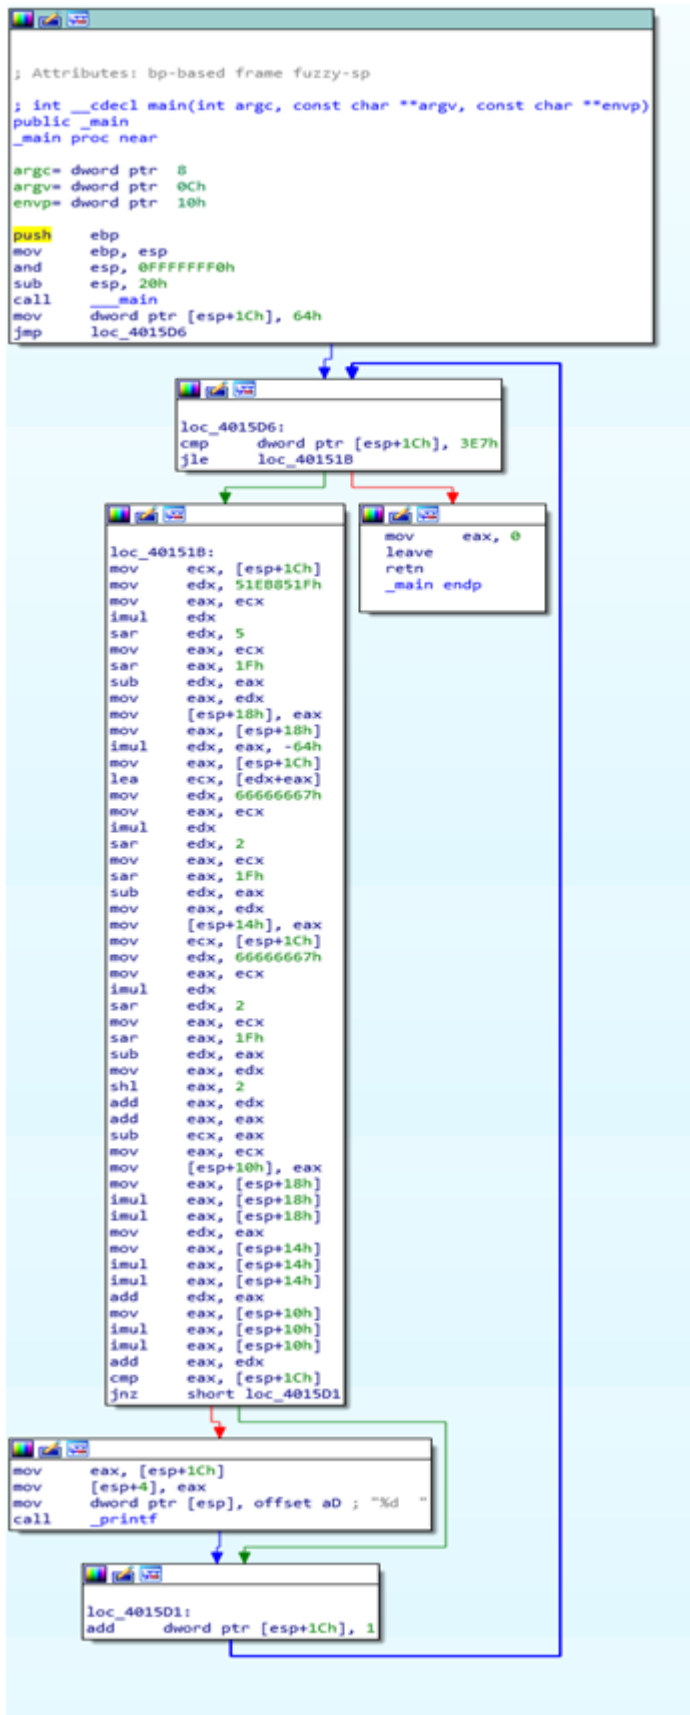 ; Attributes: bp-based frame fuzzy-sp
; int __cdecl main(int argc, const char **argv, const char **envp)
public _main
_main proc near
argc= dword ptr  8
argv= dword ptr  0Ch
envp= dword ptr  10h
push ebp
mov ebp, esp
and esp, 0FFFFFFF0h
sub esp, 20h
call ___main
mov dword ptr [esp+1Ch], 64h
jmp loc_4015D6
loc_4015D6:
cmp dword ptr [esp+1Ch], 3E7h
jle loc_40151B
loc_40151B:
mov ecx, [esp+1Ch]
mov edx, 51EB851Fh
mov eax, ecx
imul edx
sar edx, 5
mov eax, ecx
sar eax, 1Fh
sub edx, eax
mov eax, edx
mov [esp+18h], eax
mov eax, [esp+18h]
imul edx, eax, -64h
mov eax, [esp+1Ch]
lea ecx, [edx+eax]
mov edx, 66666667h
mov eax, ecx
imul edx
sar edx, 2
mov eax, ecx
sar eax, 1Fh
sub edx, eax
mov eax, edx
mov [esp+14h], eax
mov ecx, [esp+1Ch]
mov edx, 66666667h
mov eax, ecx
imul edx
sar edx, 2
mov eax, ecx
sar eax, 1Fh
sub edx, eax
mov eax, edx
shl eax, 2
add eax, edx
add eax, eax
sub ecx, eax
mov eax, ecx
mov [esp+10h], eax
mov eax, [esp+18h]
imul eax, [esp+18h]
imul eax, [esp+18h]
mov edx, eax
mov eax, [esp+14h]
imul eax, [esp+14h]
imul eax, [esp+14h]
add edx, eax
mov eax, [esp+10h]
imul eax, [esp+10h]
imul eax, [esp+10h]
add eax, edx
cmp eax, [esp+1Ch]
jnz short loc_4015D1
mov eax, 0
leave
retn
_main endp
mov eax, [esp+1Ch]
mov [esp+4], eax
mov dword ptr [esp], offset aD ; "%d  "
call _printf
loc_4015D1:
add dword ptr [esp+1Ch], 1